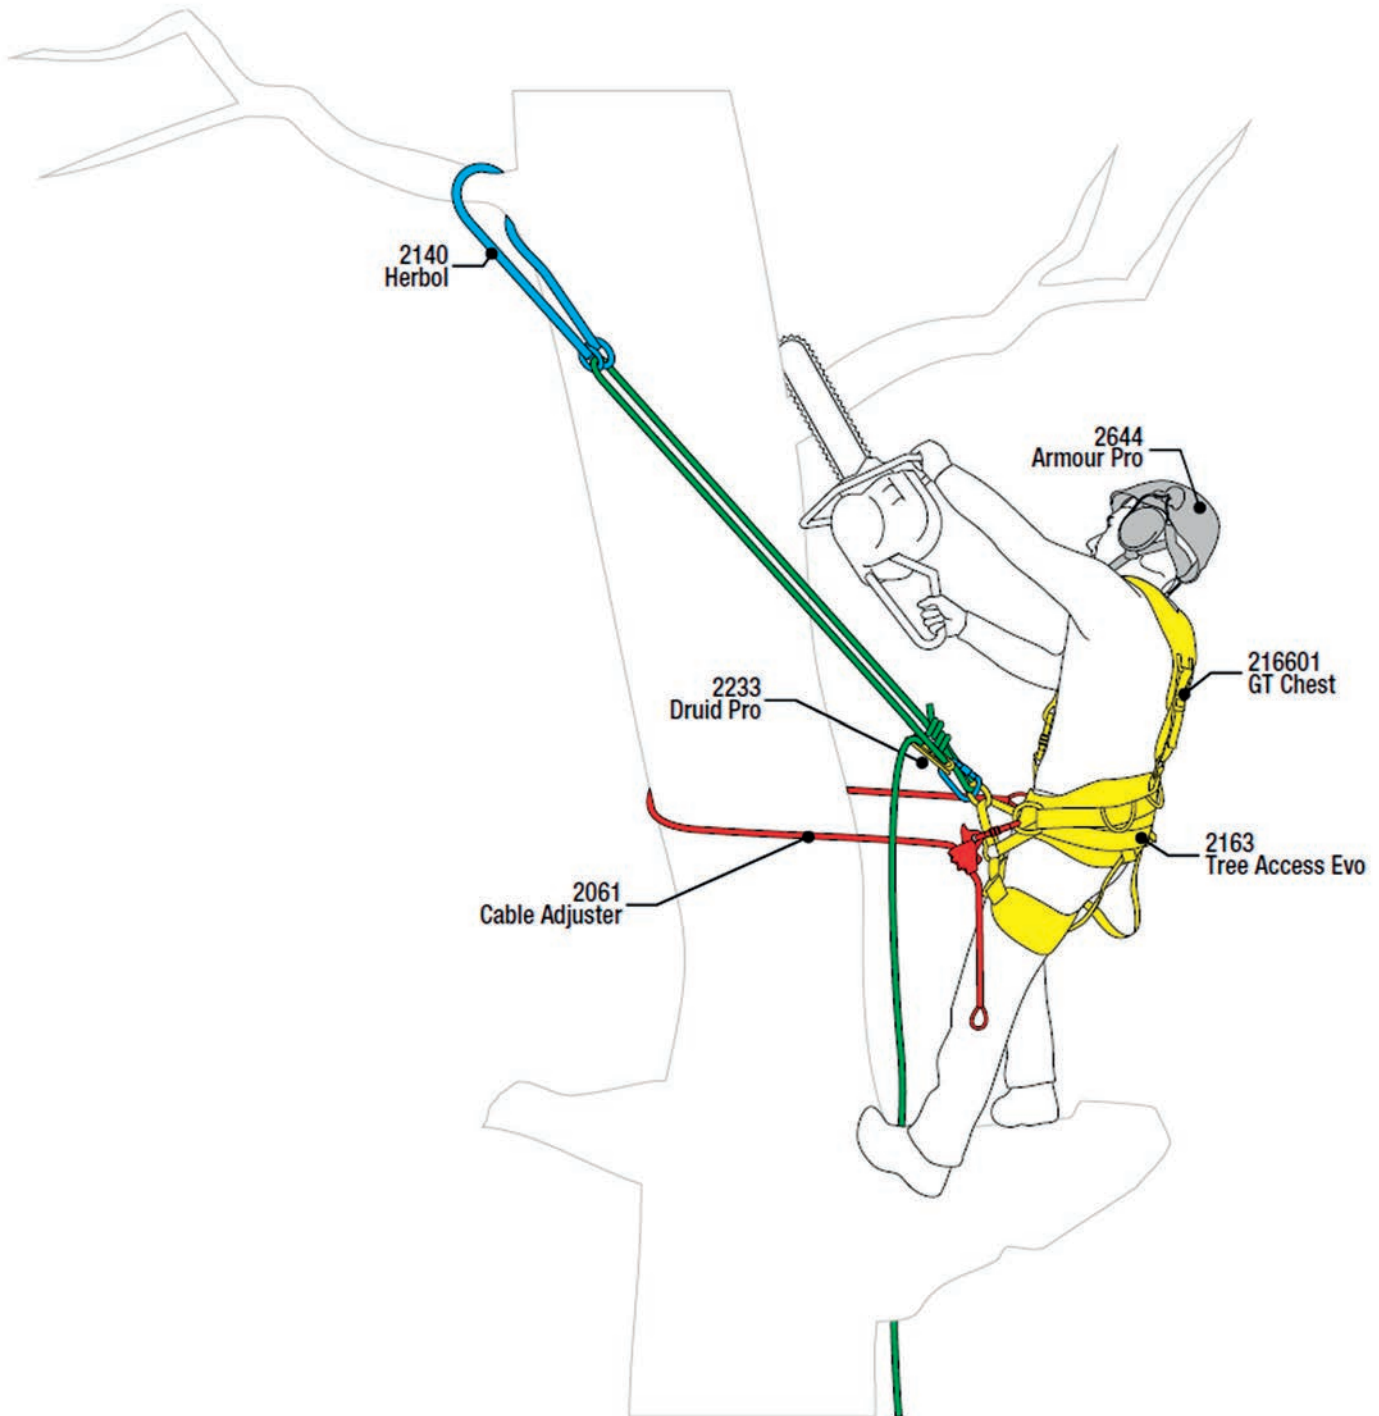 2140
Herbol
2644
Armour Pro
216601
GT Chest
2233
Druid Pro
2163
Tree Access Evo
2061
Cable Adjuster